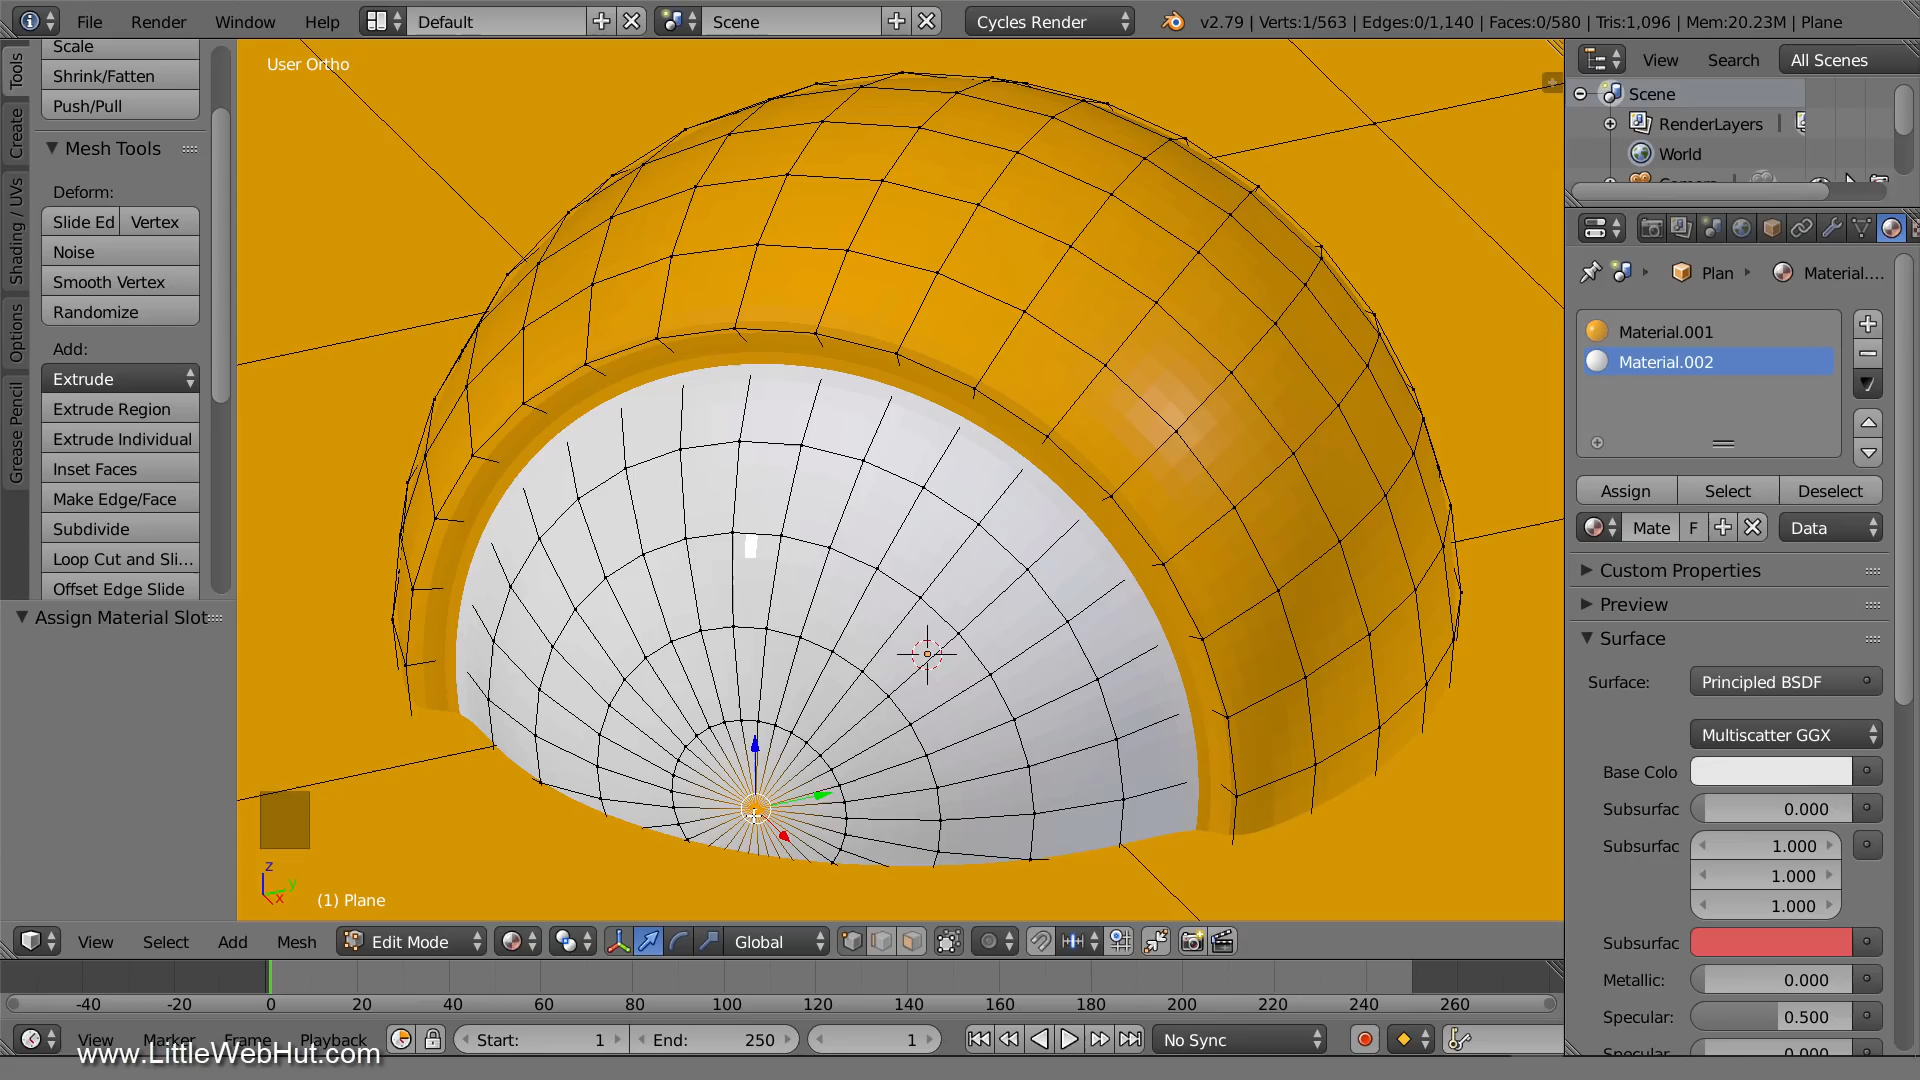 File Render Window Help Default Scene Cycles Render v2.79 | Verts:1/563 | Edges:0/1,140 | Faces:0/580 | Tris:1,096 | Mem:20.23M | Plane
Tools
Create
Shading / UVs
Options
Grease Pencil
Scale
Shrink/Fatten
Push/Pull
Mesh Tools
Deform:
Slide Ed Vertex
Noise
Smooth Vertex
Randomize
Add:
Extrude
Extrude Region
Extrude Individual
Inset Faces
Make Edge/Face
Subdivide
Loop Cut and Sli...
Offset Edge Slide
Assign Material Slot
User Ortho
z
y
x
(1) Plane
View Search All Scenes
Scene
RenderLayers |
World
Plan Material....
Material.001
Material.002
Assign Select Deselect
Mate F Data
Custom Properties
Preview
Surface
Surface: Principled BSDF
Multiscatter GGX
Base Colo
Subsurfac 0.000
Subsurfac 1.000
1.000
1.000
Subsurfac
Metallic: 0.000
Specular: 0.500
Specular 0.000
View Select Add Mesh Edit Mode Global
-40 -20 0 20 40 60 80 100 120 140 160 180 200 220 240 260
View Marker Frame Playback Start: 1 End: 250 1 No Sync
www.LittleWebHut.com